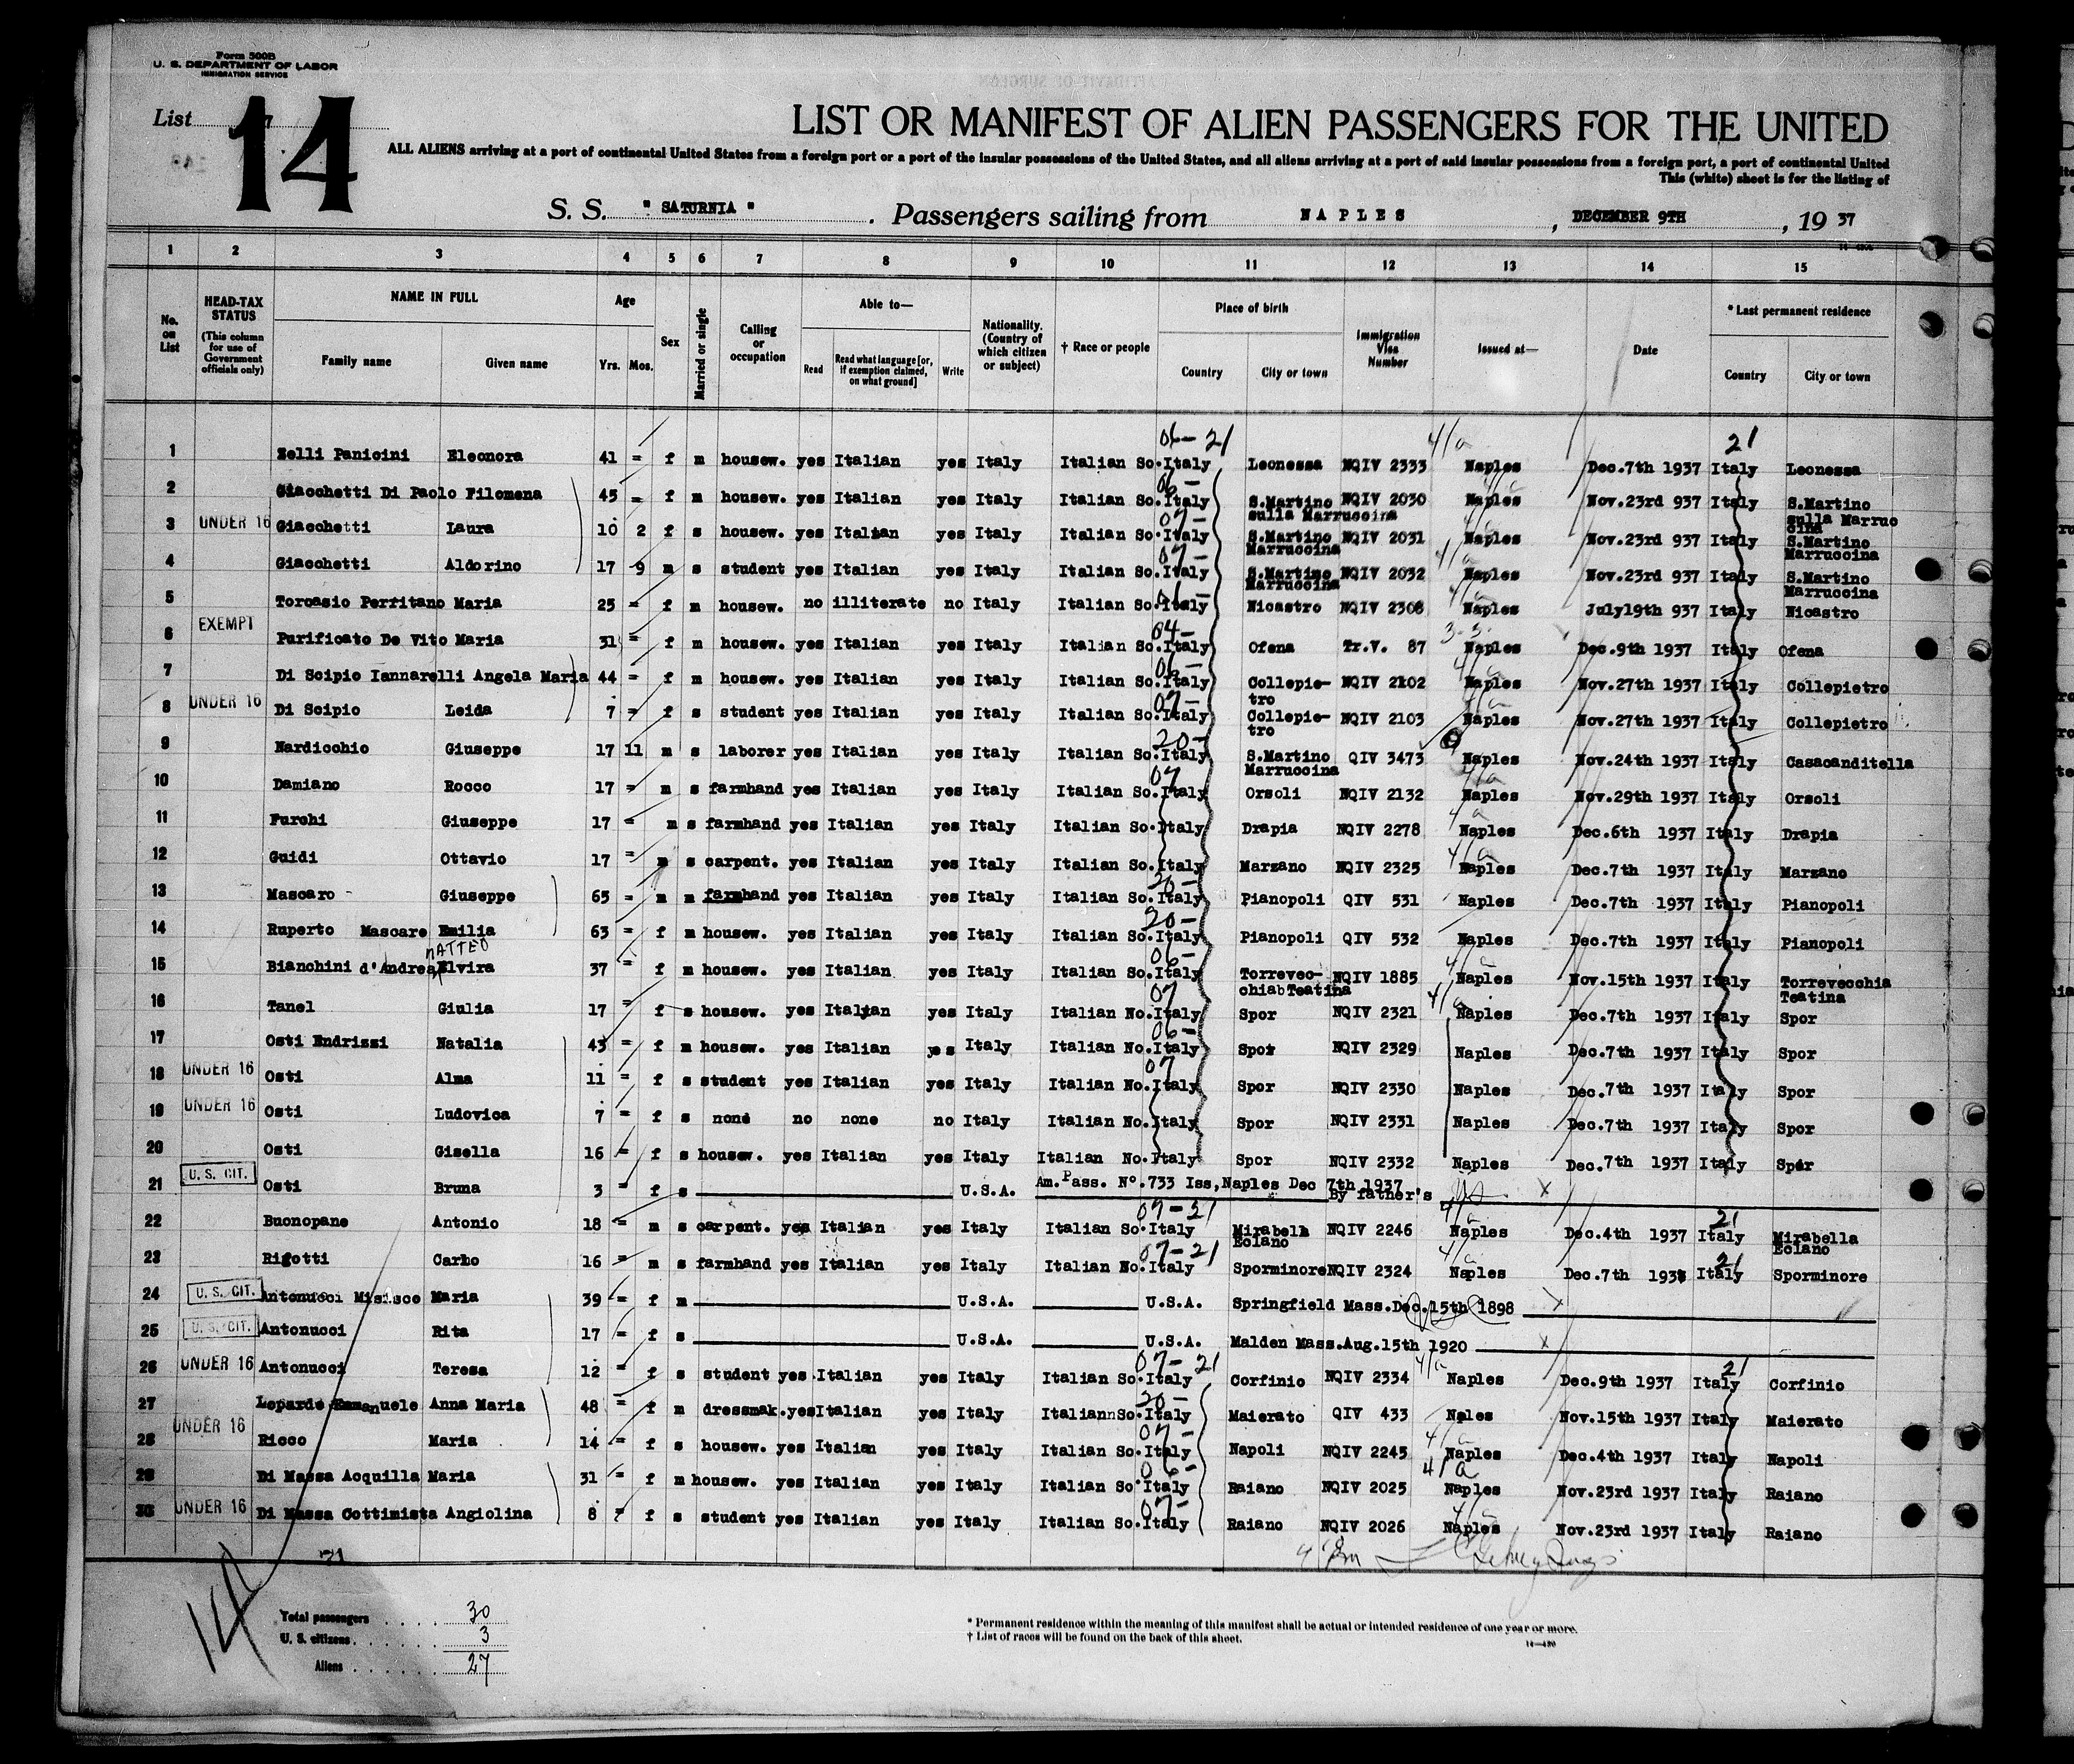 Form 500B
U. S. DEPARTMENT OF LABOR
IMMIGRATION SERVICE
List 7
14
LIST OR MANIFEST OF ALIEN PASSENGERS FOR THE UNITED
ALL ALIENS arriving at a port of continental United States from a foreign port or a port of the insular possessions of the United States, and all aliens arriving at a port of said insular possessions from a foreign port, a port of continental United
This (white) sheet is for the listing of
S. S. " SATURNIA " . Passengers sailing from NAPLES , DECEMBER 9TH , 19 37
1 2 3 4 5 6 7 8 9 10 11 12 13 14 15
No. on List
HEAD-TAX STATUS
(This column for use of Government officials only)
NAME IN FULL
Family name Given name
Age
Yrs. Mos.
Sex
Married or single
Calling or occupation
Able to—
Read Read what language [or, if exemption claimed, on what ground] Write
Nationality. (Country of which citizen or subject)
† Race or people
Place of birth
Country City or town
Immigration Visa Number
Issued at—
Date
* Last permanent residence
Country City or town
06- 21 4/a 21
1 Zelli Panicini Eleonora 41 = f m housew. yes Italian yes Italy Italian So. Italy Leonessa NQIV 2333 Naples Dec.7th 1937 Italy Leonessa
2 Giacchetti Di Paolo Filomena 45 = f m housew. yes Italian yes Italy Italian So. Italy S.Martino sulla Marruccina NQIV 2030 Naples Nov.23rd 937 Italy S.Martino sulla Marruccina
3 UNDER 16 Giacchetti Laura 10 2 f s housew. yes Italian yes Italy Italian So. Italy S.Martino Marruccina NQIV 2031 Naples Nov.23rd 937 Italy S.Martino Marruccina
4 Giacchetti Aldorino 17 9 m s student yes Italian yes Italy Italian So. Italy S.Martino Marruccina NQIV 2032 Naples Nov.23rd 937 Italy S.Martino Marruccina
5 Torcasio Perritano Maria 25 = f m housew. no illiterate no Italy Italian So. Italy Nicastro NQIV 2308 Naples July19th 937 Italy Nicastro
6 EXEMPT Purificato De Vito Maria 31 = f m housew. yes Italian yes Italy Italian So. Italy Ofena Tr.V. 87 Naples Dec.9th 1937 Italy Ofena
7 Di Scipio Iannarelli Angela Maria 44 = f m housew. yes Italian yes Italy Italian So. Italy Collepietro NQIV 2102 Naples Nov.27th 1937 Italy Collepietro
8 UNDER 16 Di Scipio Leida 7 = f s student yes Italian yes Italy Italian So. Italy Collepietro NQIV 2103 Naples Nov.27th 1937 Italy Collepietro
9 Nardicchio Giuseppe 17 11 m s laborer yes Italian yes Italy Italian So. Italy S.Martino Marruccina QIV 3473 Naples Nov.24th 1937 Italy Casacanditella
10 Damiano Rocco 17 = m s farmhand yes Italian yes Italy Italian So. Italy Orsoli NQIV 2132 Naples Nov.29th 1937 Italy Orsoli
11 Furchi Giuseppe 17 = m s farmhand yes Italian yes Italy Italian So. Italy Drapia NQIV 2278 Naples Dec.6th 1937 Italy Drapia
12 Guidi Ottavio 17 = m s carpent. yes Italian yes Italy Italian So. Italy Marzano NQIV 2325 Naples Dec.7th 1937 Italy Marzano
13 Mascaro Giuseppe 65 = m m farmhand yes Italian yes Italy Italian So. Italy Pianopoli QIV 531 Naples Dec.7th 1937 Italy Pianopoli
14 Ruperto Mascare Emilia 63 = f m housew. yes Italian yes Italy Italian So. Italy Pianopoli QIV 532 Naples Dec.7th 1937 Italy Pianopoli
MATTEO
15 Bianchini d'Andrea Elvira 37 = f m housew. yes Italian yes Italy Italian So. Italy Torrevecchia Teatina NQIV 1885 Naples Nov.15th 1937 Italy Torrevecchia Teatina
16 Tanel Giulia 17 = f s housew. yes Italian yes Italy Italian No. Italy Spor NQIV 2321 Naples Dec.7th 1937 Italy Spor
17 Osti Endrizzi Natalia 43 = f m housew. yes Italian yes Italy Italian No. Italy Spor NQIV 2329 Naples Dec.7th 1937 Italy Spor
18 UNDER 16 Osti Alma 11 = f s student yes Italian yes Italy Italian No. Italy Spor NQIV 2330 Naples Dec.7th 1937 Italy Spor
19 UNDER 16 Osti Ludovica 7 = f s none no none no Italy Italian No. Italy Spor NQIV 2331 Naples Dec.7th 1937 Italy Spor
20 Osti Gisella 16 = f s housew. yes Italian yes Italy Italian No. Italy Spor NQIV 2332 Naples Dec.7th 1937 Italy Spor
21 U. S. CIT. Osti Bruna 3 = f s U.S.A. Am.Pass. No.733 Iss,Naples Dec 7th 1937 By father's
22 Buonopane Antonio 18 = m s carpent. yes Italian yes Italy Italian So. Italy Mirabella Eclano NQIV 2246 Naples Dec.4th 1937 Italy Mirabella Eclano
23 Rigotti Carlo 16 = m s farmhand yes Italian yes Italy Italian No. Italy Sporminore NQIV 2324 Naples Dec.7th 1937 Italy Sporminore
24 U. S. CIT. Antonucci Misisco Maria 39 = f m U.S.A. U.S.A. Springfield Mass.Dec.15th 1898
25 U. S. CIT. Antonucci Rita 17 = f s U.S.A. U.S.A. Malden Mass.Aug.15th 1920
26 UNDER 16 Antonucci Teresa 12 = f s student yes Italian yes Italy Italian So. Italy Corfinio NQIV 2334 Naples Dec.9th 1937 Italy Corfinio
27 Lopardo Emmanuele Anna Maria 48 = f m dressmak. yes Italian yes Italy Italian So. Italy Maierato QIV 433 Nples Nov.15th 1937 Italy Maierato
28 UNDER 16 Ricco Maria 14 = f s housew. yes Italian yes Italy Italian So. Italy Napoli NQIV 2245 Naples Dec.4th 1937 Italy Napoli
29 Di Massa Acquilla Maria 31 = f m housew. yes Italian yes Italy Italian So. Italy Raiano NQIV 2025 Naples Nov.23rd 1937 Italy Raiano
30 UNDER 16 Di Massa Cottimista Angiolina 8 = f s student yes Italian yes Italy Italian So. Italy Raiano NQIV 2026 Naples Nov.23rd 1937 Italy Raiano
21
14
Total passengers 30
U. S. citizens 3
Aliens 27
* Permanent residence within the meaning of this manifest shall be actual or intended residence of one year or more.
† List of races will be found on the back of this sheet.